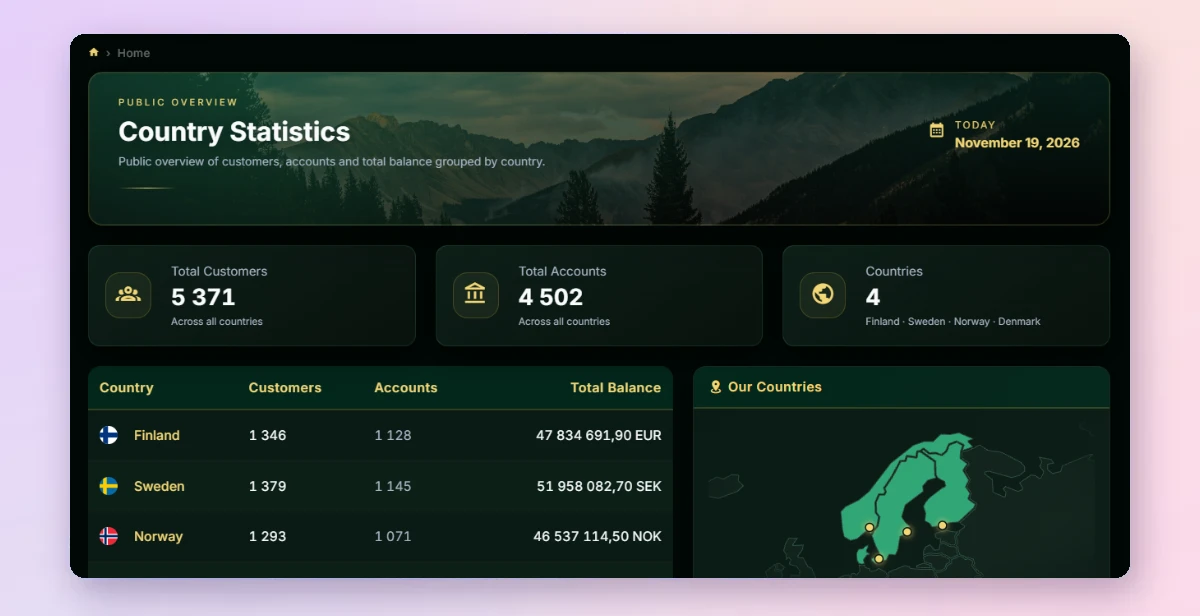 › Home
PUBLIC OVERVIEW
Country Statistics
Public overview of customers, accounts and total balance grouped by country.
TODAY
November 19, 2026
Total Customers
5 371
Across all countries
Total Accounts
4 502
Across all countries
Countries
4
Finland · Sweden · Norway · Denmark
Country Customers Accounts Total Balance
Finland 1 346 1 128 47 834 691,90 EUR
Sweden 1 379 1 145 51 958 082,70 SEK
Norway 1 293 1 071 46 537 114,50 NOK
Our Countries